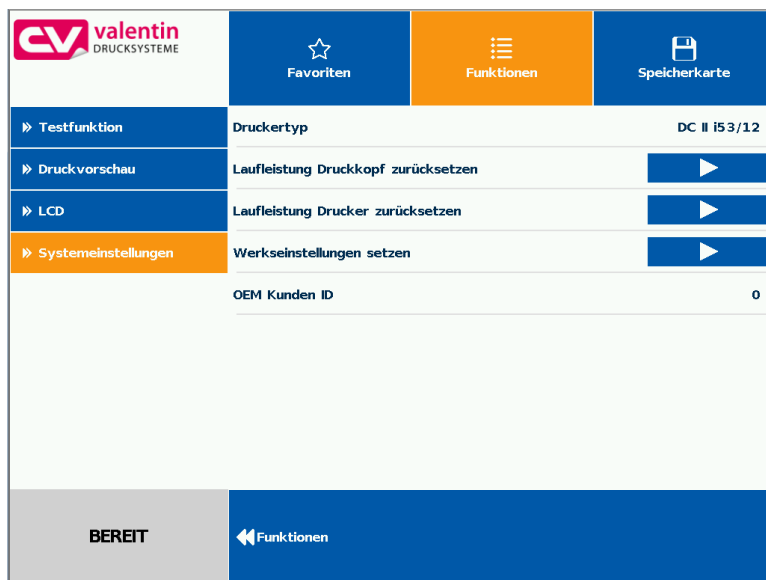 CV valentin
DRUCKSYSTEME
Favoriten
Funktionen
Speicherkarte
Testfunktion
Druckvorschau
LCD
Systemeinstellungen
Druckertyp DC II i53/12
Laufleistung Druckkopf zurücksetzen
Laufleistung Drucker zurücksetzen
Werkseinstellungen setzen
OEM Kunden ID 0
BEREIT
Funktionen